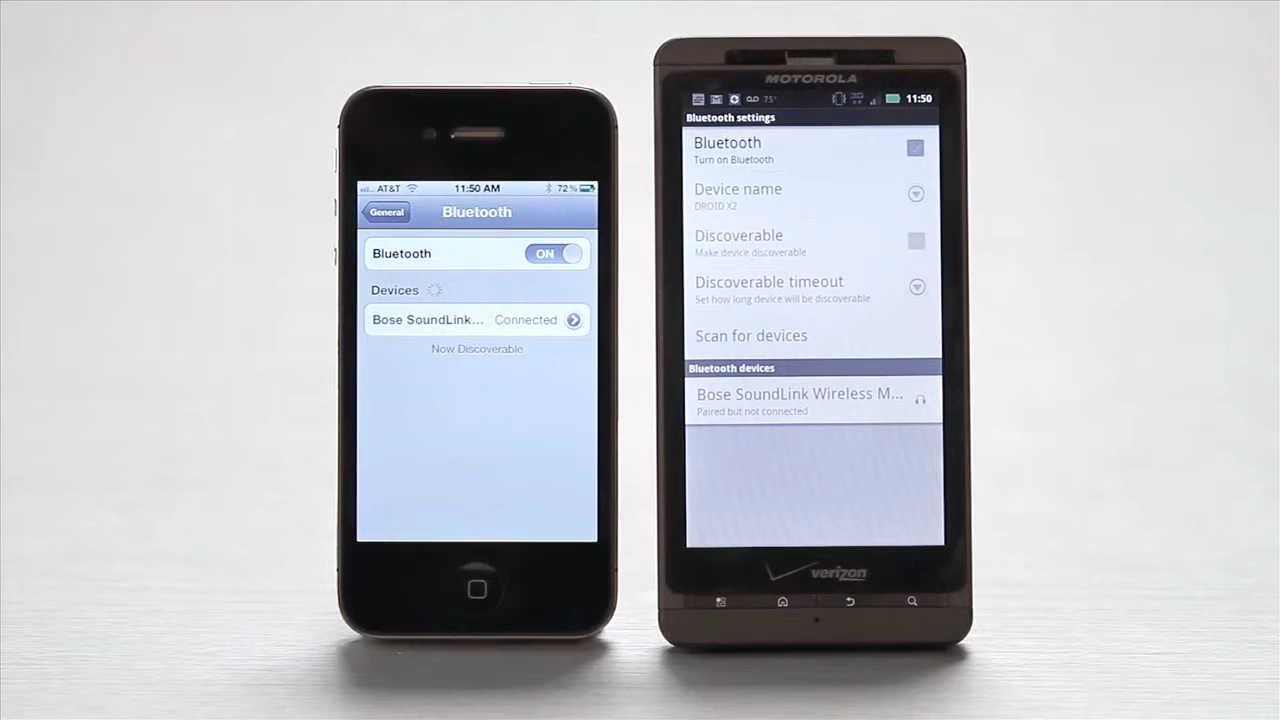 AT&T 11:50 AM 72%
General Bluetooth
Bluetooth ON
Devices
Bose SoundLink... Connected
Now Discoverable
MOTOROLA
75° 3G 11:50
Bluetooth settings
Bluetooth
Turn on Bluetooth
Device name
DROID X2
Discoverable
Make device discoverable
Discoverable timeout
Set how long device will be discoverable
Scan for devices
Bluetooth devices
Bose SoundLink Wireless M...
Paired but not connected
verizon